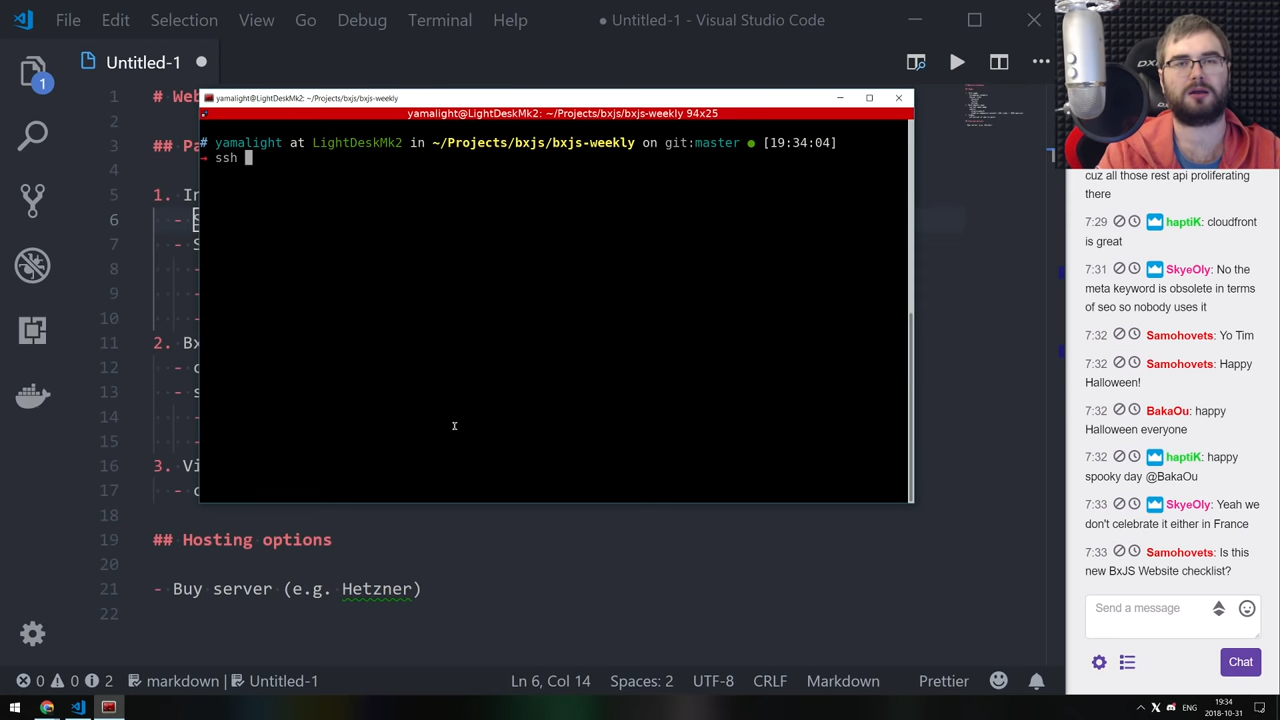 File Edit Selection View Go Debug Terminal Help
● Untitled-1 - Visual Studio Code
1
Untitled-1 ●
yamalight@LightDeskMk2: ~/Projects/bxjs/bxjs-weekly
yamalight@LightDeskMk2: ~/Projects/bxjs/bxjs-weekly 94x25
# yamalight at LightDeskMk2 in ~/Projects/bxjs/bxjs-weekly on git:master ● [19:34:04]
→ ssh
1 # Web
2
3 ## Pa
4
5 1. In
6 - S
7 - S
8 -
9 -
10 -
11 2. Bx
12 - c
13 - s
14 -
15 -
16 3. Vi
17 - c
18
19 ## Hosting options
20
21 - Buy server (e.g. Hetzner)
22
0 0 2 markdown | Untitled-1 Ln 6, Col 14 Spaces: 2 UTF-8 CRLF Markdown Prettier
cuz all those rest api proliferating
there
7:29 haptiK: cloudfront
is great
7:31 SkyeOly: No the
meta keyword is obsolete in terms
of seo so nobody uses it
7:32 Samohovets: Yo Tim
7:32 Samohovets: Happy
Halloween!
7:32 BakaOu: happy
Halloween everyone
7:32 haptiK: happy
spooky day @BakaOu
7:33 SkyeOly: Yeah we
don't celebrate it either in France
7:33 Samohovets: Is this
new BxJS Website checklist?
Send a message
Chat
ENG
19:34
2018-10-31